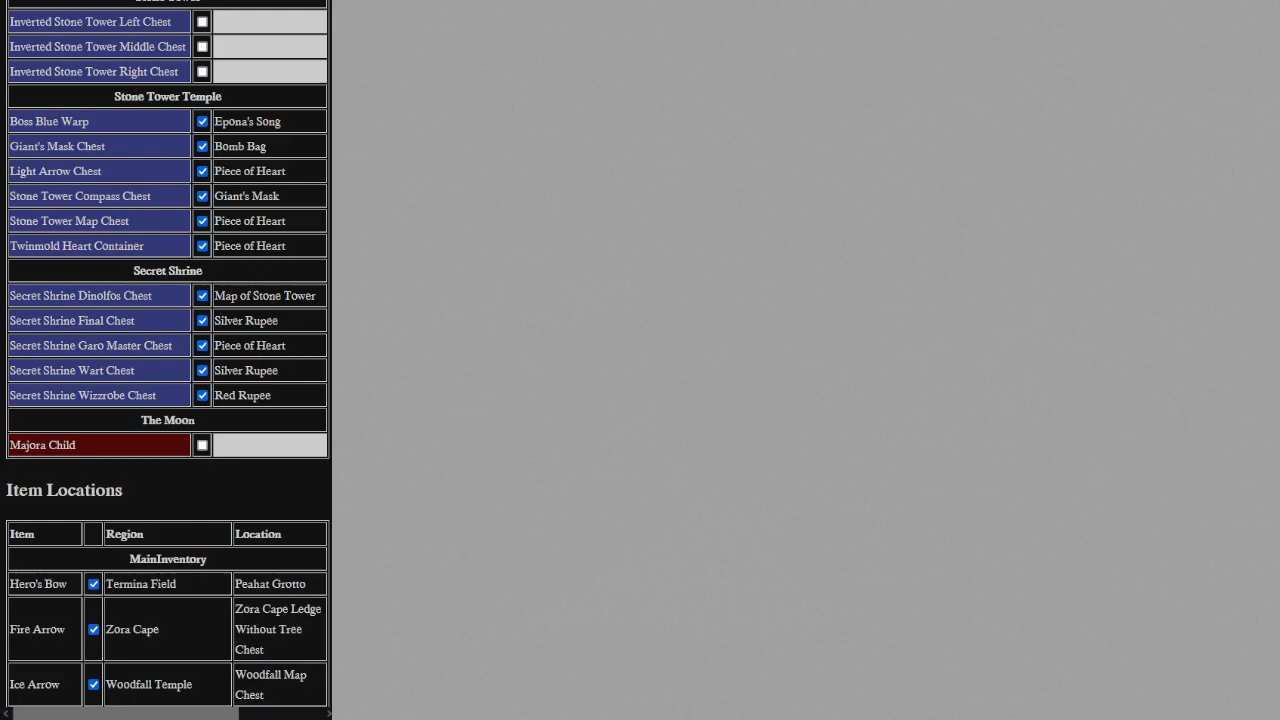 Inverted Stone Tower Left Chest
Inverted Stone Tower Middle Chest
Inverted Stone Tower Right Chest
Stone Tower Temple
Boss Blue Warp Epona's Song
Giant's Mask Chest Bomb Bag
Light Arrow Chest Piece of Heart
Stone Tower Compass Chest Giant's Mask
Stone Tower Map Chest Piece of Heart
Twinmold Heart Container Piece of Heart
Secret Shrine
Secret Shrine Dinolfos Chest Map of Stone Tower
Secret Shrine Final Chest Silver Rupee
Secret Shrine Garo Master Chest Piece of Heart
Secret Shrine Wart Chest Silver Rupee
Secret Shrine Wizzrobe Chest Red Rupee
The Moon
Majora Child
Item Locations
Item Region Location
MainInventory
Hero's Bow Termina Field Peahat Grotto
Fire Arrow Zora Cape Zora Cape Ledge
Without Tree
Chest
Ice Arrow Woodfall Temple Woodfall Map
Chest